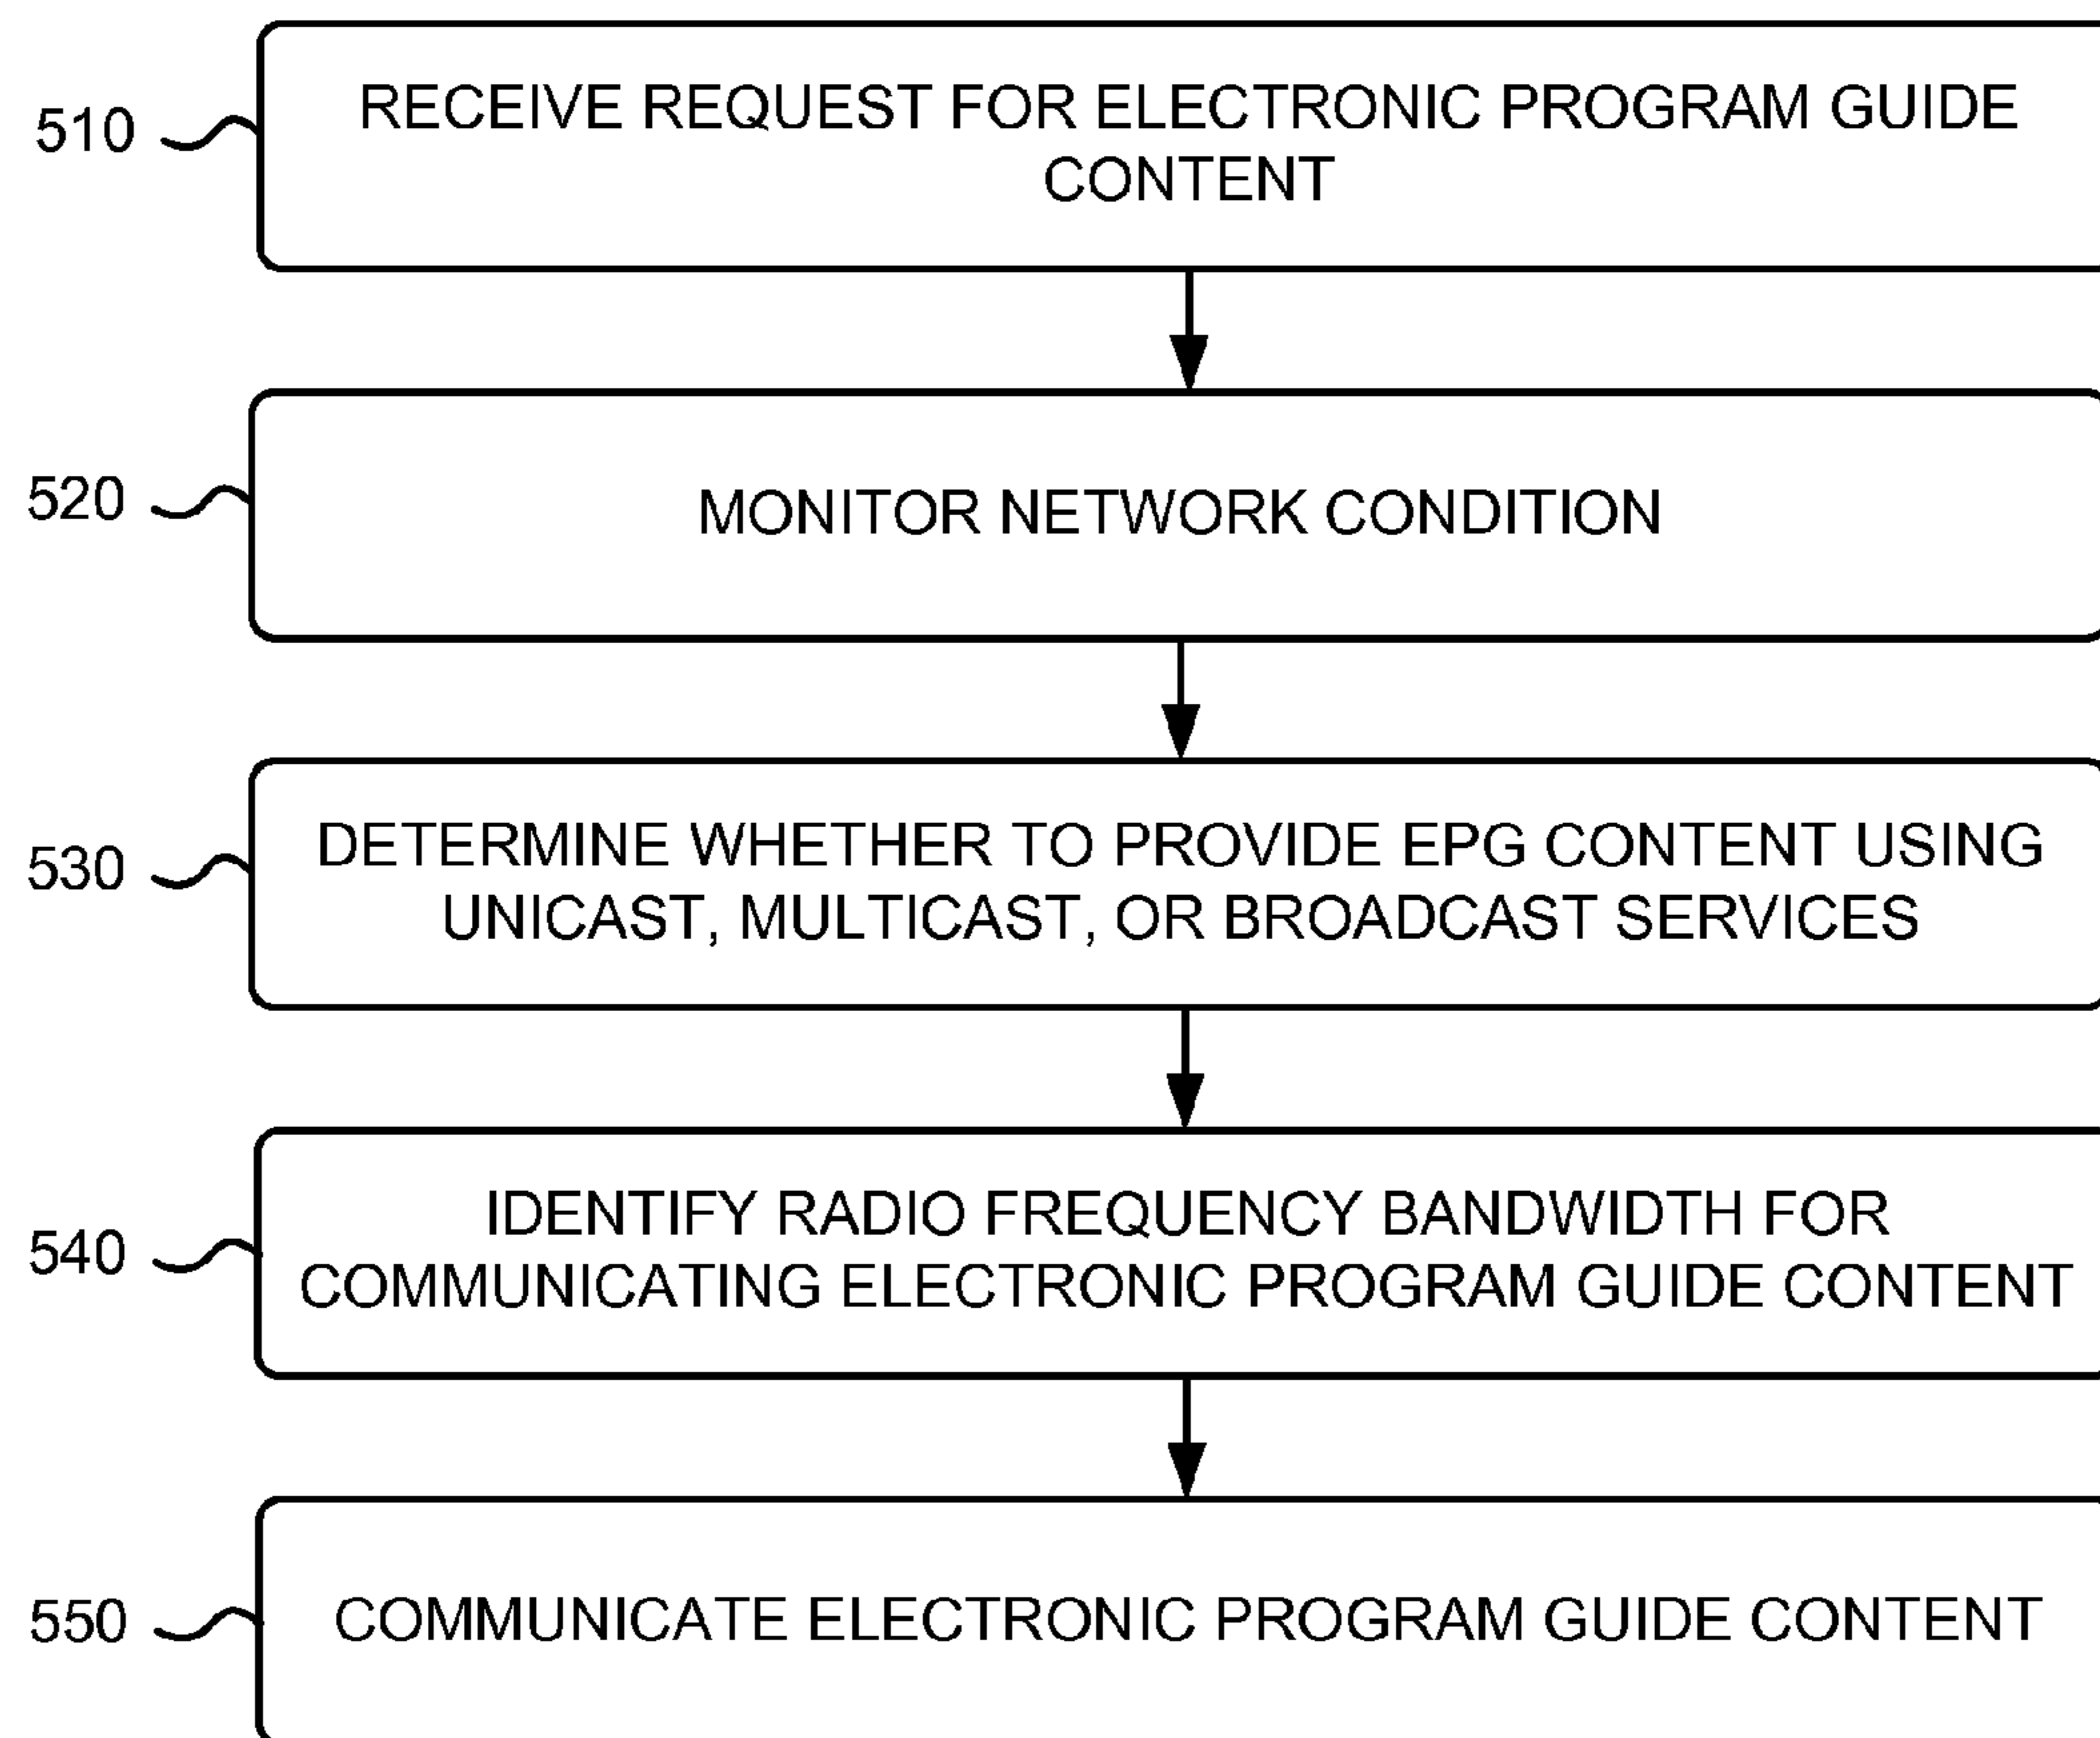 510
RECEIVE REQUEST FOR ELECTRONIC PROGRAM GUIDE
CONTENT
520
MONITOR NETWORK CONDITION
530
DETERMINE WHETHER TO PROVIDE EPG CONTENT USING
UNICAST, MULTICAST, OR BROADCAST SERVICES
540
IDENTIFY RADIO FREQUENCY BANDWIDTH FOR
COMMUNICATING ELECTRONIC PROGRAM GUIDE CONTENT
550
COMMUNICATE ELECTRONIC PROGRAM GUIDE CONTENT